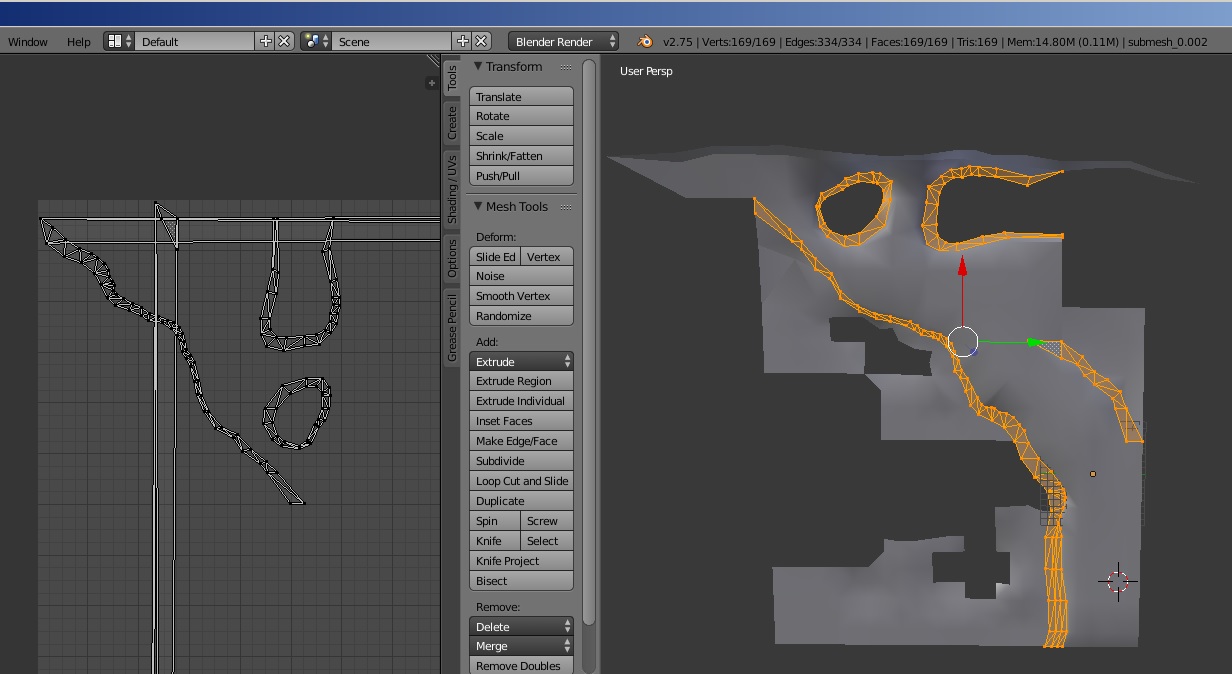 Window Help Default Scene Blender Render v2.75 | Verts:169/169 | Edges:334/334 | Faces:169/169 | Tris:169 | Mem:14.80M (0.11M) | submesh_0.002
Tools
Create
Shading / UVs
Options
Grease Pencil
Transform
Translate
Rotate
Scale
Shrink/Fatten
Push/Pull
Mesh Tools
Deform:
Slide Ed Vertex
Noise
Smooth Vertex
Randomize
Add:
Extrude
Extrude Region
Extrude Individual
Inset Faces
Make Edge/Face
Subdivide
Loop Cut and Slide
Duplicate
Spin Screw
Knife Select
Knife Project
Bisect
Remove:
Delete
Merge
Remove Doubles
User Persp